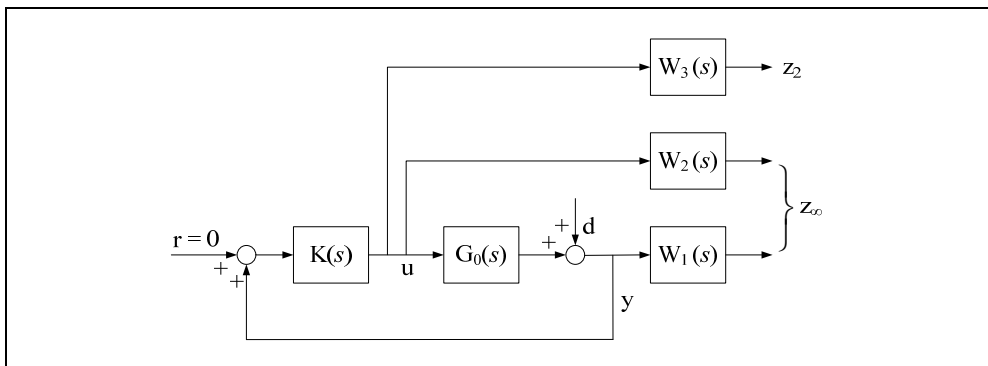 W₃(s)
z₂
W₂(s)
z∞
r = 0
+
+
K(s)
u
G₀(s)
+
+
d
W₁(s)
y